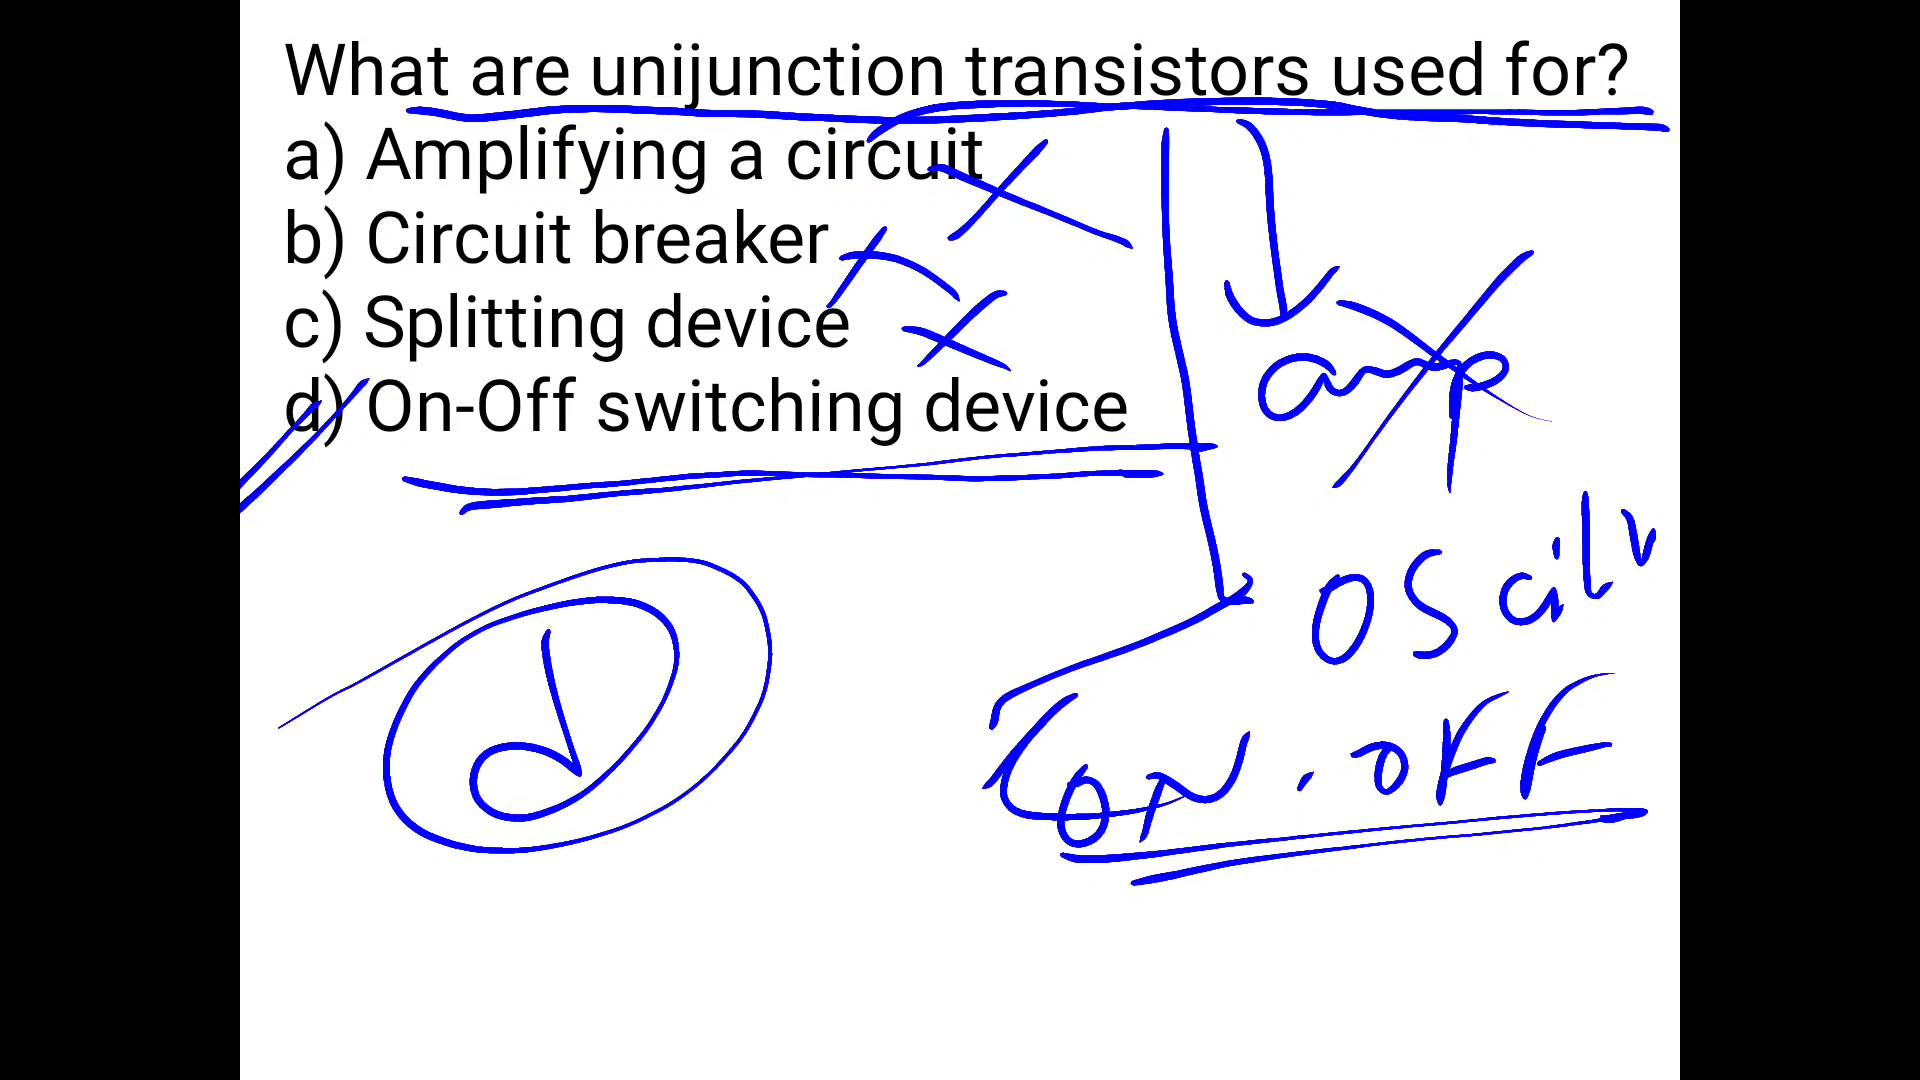 What are unijunction transistors used for?
a) Amplifying a circuit
b) Circuit breaker
c) Splitting device
d) On-Off switching device
amp
ON.OFF
d